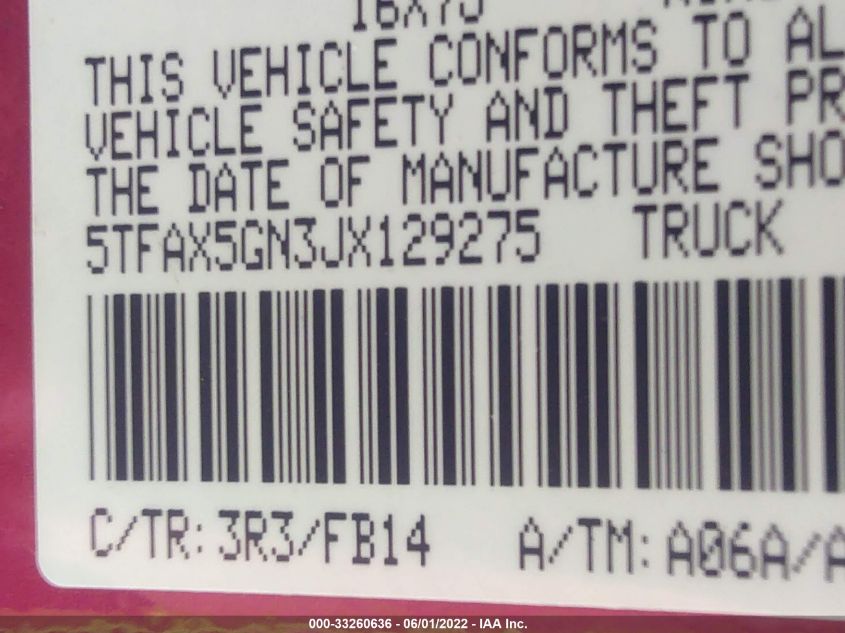 16X7J
THIS VEHICLE CONFORMS TO AL
VEHICLE SAFETY AND THEFT PR
THE DATE OF MANUFACTURE SHO
5TFAX5GN3JX129275 TRUCK
C/TR: 3R3/FB14 A/TM: A06A/A
000-33260636 - 06/01/2022 - IAA Inc.